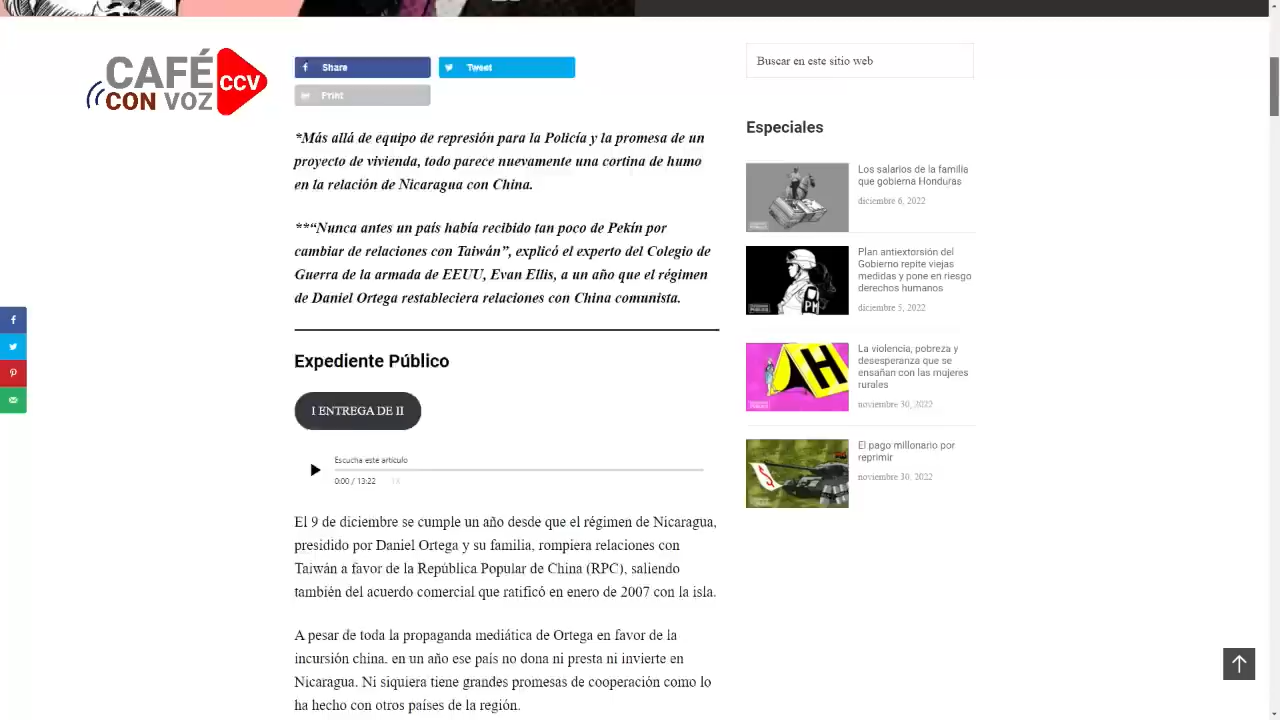 CAFÉ
CON VOZ
CCV
Share
Tweet
Print
*Más allá de equipo de represión para la Policía y la promesa de un
proyecto de vivienda, todo parece nuevamente una cortina de humo
en la relación de Nicaragua con China.
**“Nunca antes un país había recibido tan poco de Pekín por
cambiar de relaciones con Taiwán”, explicó el experto del Colegio de
Guerra de la armada de EEUU, Evan Ellis, a un año que el régimen
de Daniel Ortega restableciera relaciones con China comunista.
Expediente Público
I ENTREGA DE II
Escucha este artículo
0:00 / 13:22 1X
El 9 de diciembre se cumple un año desde que el régimen de Nicaragua,
presidido por Daniel Ortega y su familia, rompiera relaciones con
Taiwán a favor de la República Popular de China (RPC), saliendo
también del acuerdo comercial que ratificó en enero de 2007 con la isla.
A pesar de toda la propaganda mediática de Ortega en favor de la
incursión china, en un año ese país no dona ni presta ni invierte en
Nicaragua. Ni siquiera tiene grandes promesas de cooperación como lo
ha hecho con otros países de la región.
Buscar en este sitio web
Especiales
Los salarios de la familia
que gobierna Honduras
diciembre 6, 2022
PM
Plan antiextorsión del
Gobierno repite viejas
medidas y pone en riesgo
derechos humanos
diciembre 5, 2022
H
La violencia, pobreza y
desesperanza que se
ensañan con las mujeres
rurales
noviembre 30, 2022
El pago millonario por
reprimir
noviembre 30, 2022